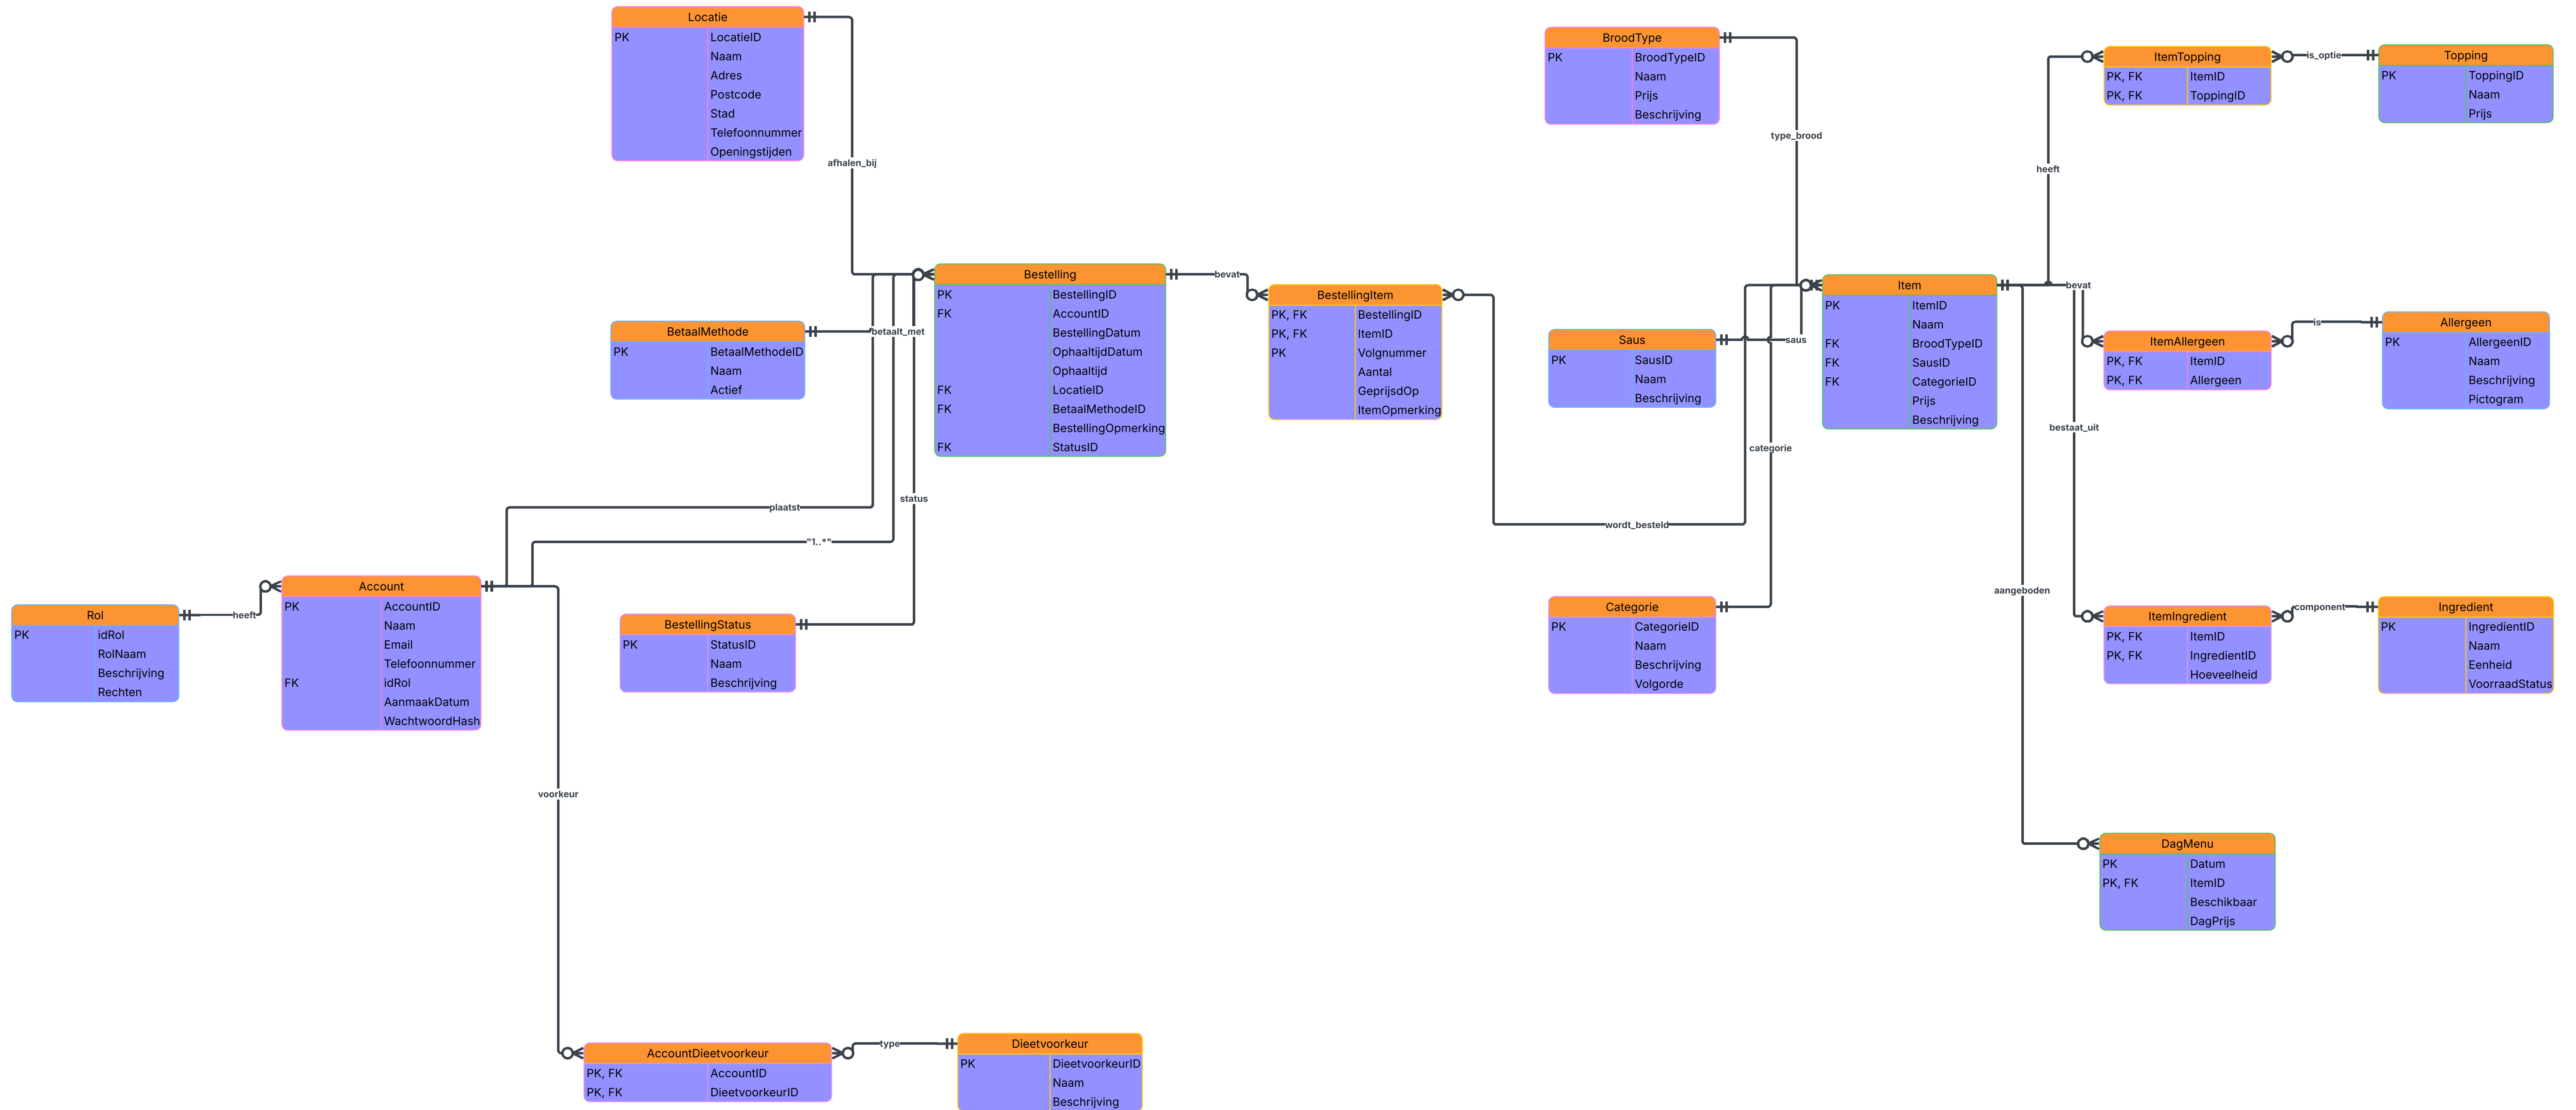 Locatie
PK LocatieID
Naam
Adres
Postcode
Stad
Telefoonnummer
Openingstijden
afhalen_bij
BetaalMethode
PK BetaalMethodeID
Naam
Actief
betaalt_met
plaatst
"1..*"
status
Rol
PK idRol
RolNaam
Beschrijving
Rechten
heeft
Account
PK AccountID
Naam
Email
Telefoonnummer
FK idRol
AanmaakDatum
WachtwoordHash
BestellingStatus
PK StatusID
Naam
Beschrijving
voorkeur
AccountDieetvoorkeur
PK, FK AccountID
PK, FK DieetvoorkeurID
type
Dieetvoorkeur
PK DieetvoorkeurID
Naam
Beschrijving
Bestelling
PK BestellingID
FK AccountID
BestellingDatum
OphaaltijdDatum
Ophaaltijd
FK LocatieID
FK BetaalMethodeID
BestellingOpmerking
FK StatusID
bevat
BestellingItem
PK, FK BestellingID
PK, FK ItemID
PK Volgnummer
Aantal
GeprijsdOp
ItemOpmerking
wordt_besteld
BroodType
PK BroodTypeID
Naam
Prijs
Beschrijving
type_brood
Saus
PK SausID
Naam
Beschrijving
saus
categorie
Categorie
PK CategorieID
Naam
Beschrijving
Volgorde
Item
PK ItemID
Naam
FK BroodTypeID
FK SausID
FK CategorieID
Prijs
Beschrijving
heeft
bevat
bestaat_uit
aangeboden
ItemTopping
PK, FK ItemID
PK, FK ToppingID
is_optie
Topping
PK ToppingID
Naam
Prijs
ItemAllergeen
PK, FK ItemID
PK, FK Allergeen
is
Allergeen
PK AllergeenID
Naam
Beschrijving
Pictogram
ItemIngredient
PK, FK ItemID
PK, FK IngredientID
Hoeveelheid
component
Ingredient
PK IngredientID
Naam
Eenheid
VoorraadStatus
DagMenu
PK Datum
PK, FK ItemID
Beschikbaar
DagPrijs